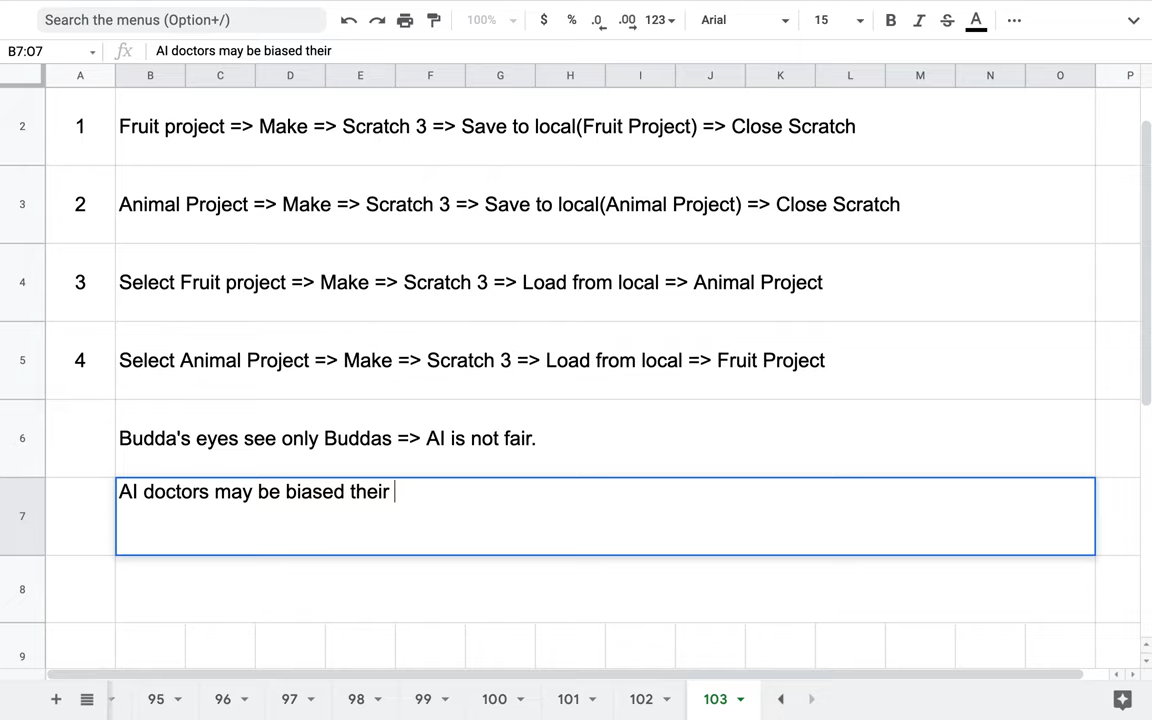 Search the menus (Option+/) 100% $ % .0 .00 123 Arial 15 B I S A
B7:O7 fx AI doctors may be biased their
A B C D E F G H I J K L M N O P
2 1 Fruit project => Make => Scratch 3 => Save to local(Fruit Project) => Close Scratch
3 2 Animal Project => Make => Scratch 3 => Save to local(Animal Project) => Close Scratch
4 3 Select Fruit project => Make => Scratch 3 => Load from local => Animal Project
5 4 Select Animal Project => Make => Scratch 3 => Load from local => Fruit Project
6 Budda's eyes see only Buddas => AI is not fair.
7 AI doctors may be biased their
8
9
95 96 97 98 99 100 101 102 103